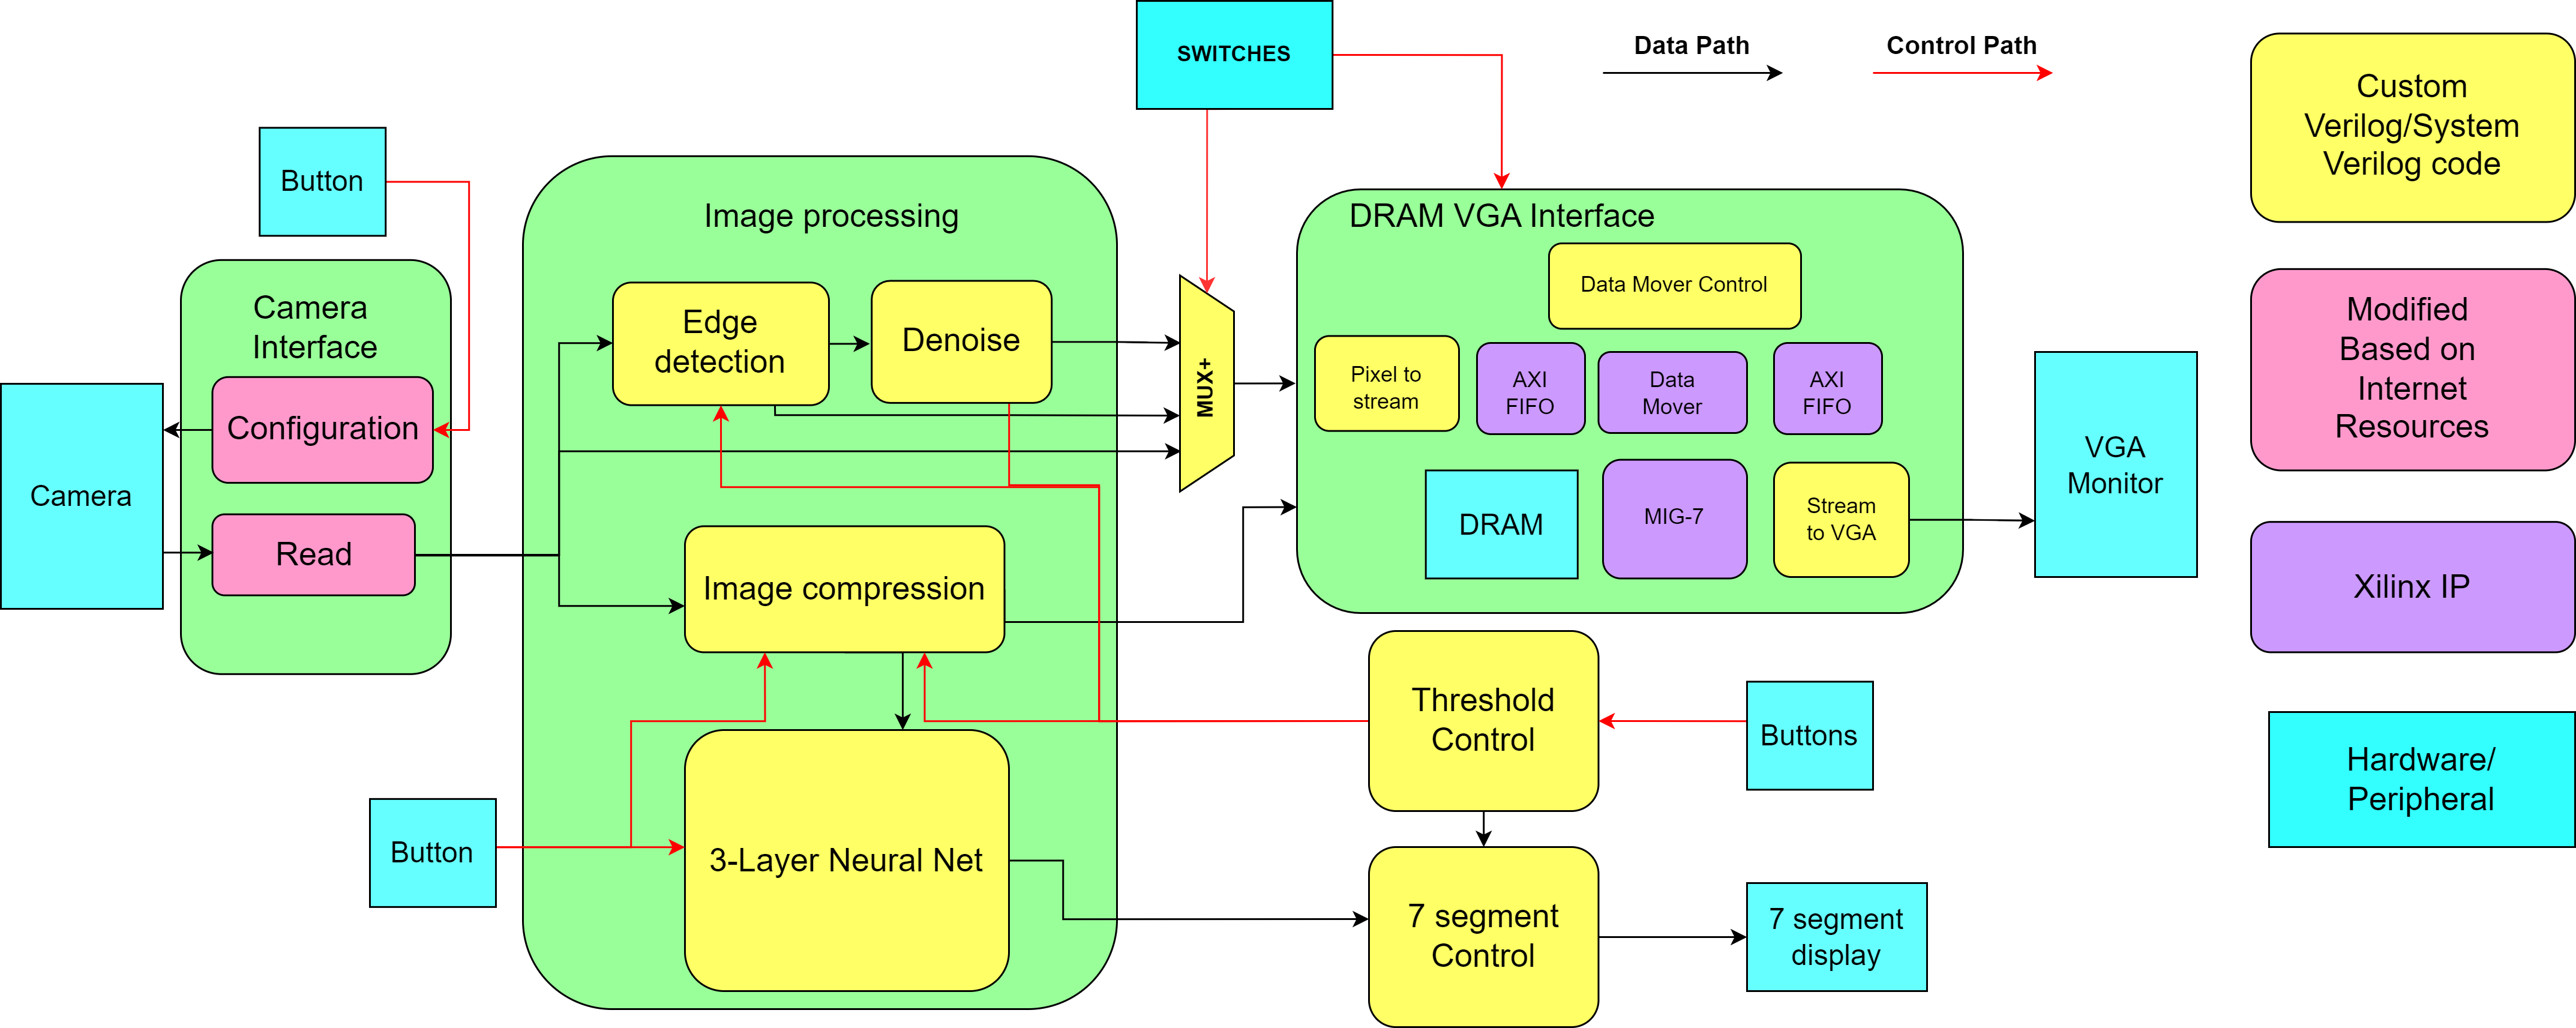 SWITCHES
Data Path
Control Path
Custom
Verilog/System
Verilog code
Button
Image processing
DRAM VGA Interface
Data Mover Control
Camera
Interface
Edge
detection
Denoise
MUX+
Pixel to
stream
AXI
FIFO
Data
Mover
AXI
FIFO
Modified
Based on
Internet
Resources
Configuration
Camera
Read
DRAM
MIG-7
Stream
to VGA
VGA
Monitor
Image compression
Xilinx IP
Threshold
Control
Buttons
Hardware/
Peripheral
Button
3-Layer Neural Net
7 segment
Control
7 segment
display